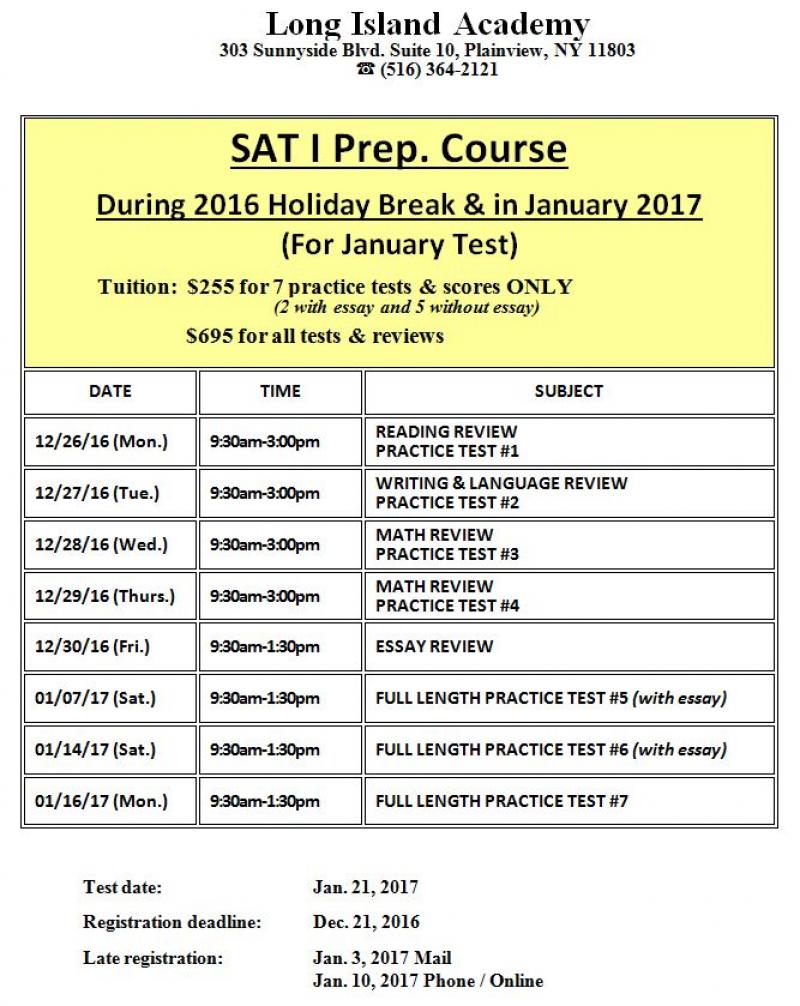 Long Island Academy
303 Sunnyside Blvd. Suite 10, Plainview, NY 11803
☎ (516) 364-2121
SAT I Prep. Course
During 2016 Holiday Break & in January 2017
(For January Test)
Tuition: $255 for 7 practice tests & scores ONLY
(2 with essay and 5 without essay)
$695 for all tests & reviews
DATE TIME SUBJECT
12/26/16 (Mon.) 9:30am-3:00pm READING REVIEW
PRACTICE TEST #1
12/27/16 (Tue.) 9:30am-3:00pm WRITING & LANGUAGE REVIEW
PRACTICE TEST #2
12/28/16 (Wed.) 9:30am-3:00pm MATH REVIEW
PRACTICE TEST #3
12/29/16 (Thurs.) 9:30am-3:00pm MATH REVIEW
PRACTICE TEST #4
12/30/16 (Fri.) 9:30am-1:30pm ESSAY REVIEW
01/07/17 (Sat.) 9:30am-1:30pm FULL LENGTH PRACTICE TEST #5 (with essay)
01/14/17 (Sat.) 9:30am-1:30pm FULL LENGTH PRACTICE TEST #6 (with essay)
01/16/17 (Mon.) 9:30am-1:30pm FULL LENGTH PRACTICE TEST #7
Test date: Jan. 21, 2017
Registration deadline: Dec. 21, 2016
Late registration: Jan. 3, 2017 Mail
Jan. 10, 2017 Phone / Online